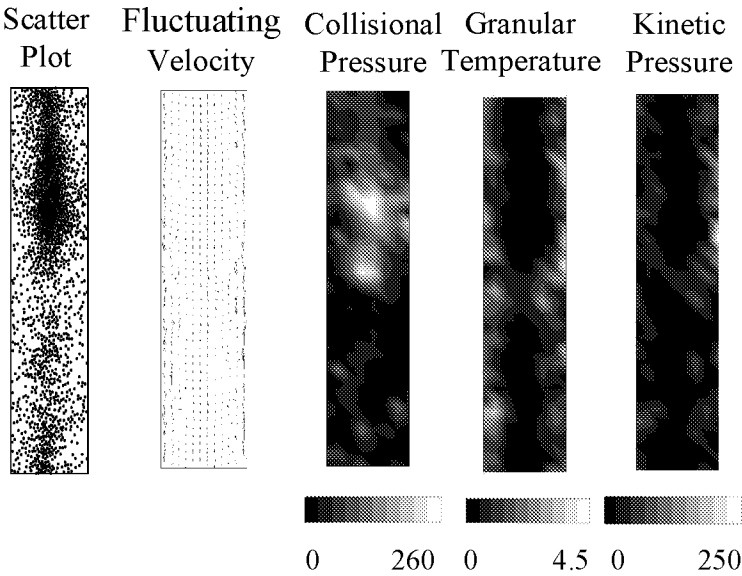 Scatter Plot
Fluctuating Velocity
Collisional Pressure
Granular Temperature
Kinetic Pressure
0 260
0 4.5
0 250